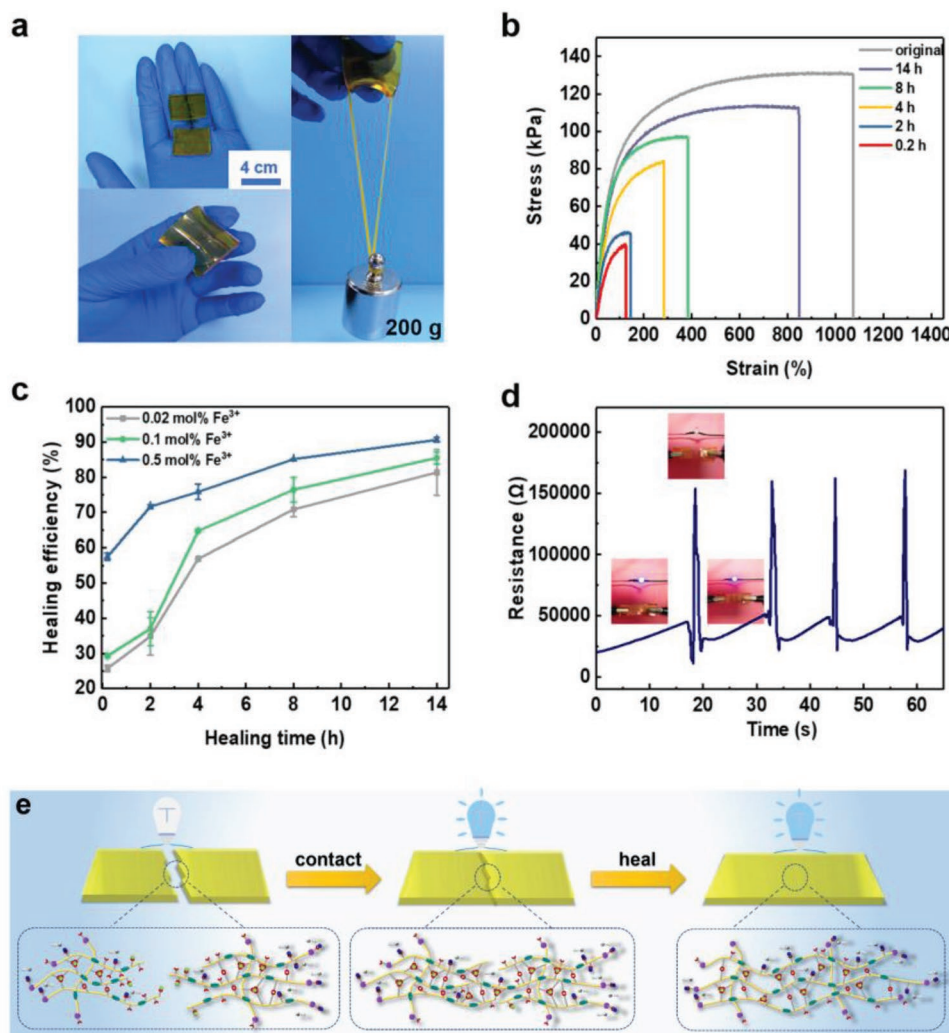 a
4 cm
200 g
b
Stress (kPa)
140
120
100
80
60
40
20
0
original
14 h
8 h
4 h
2 h
0.2 h
0 200 400 600 800 1000 1200 1400
Strain (%)
c
Healing efficiency (%)
100
90
80
70
60
50
40
30
20
0.02 mol% Fe³⁺
0.1 mol% Fe³⁺
0.5 mol% Fe³⁺
0 2 4 6 8 10 12 14
Healing time (h)
d
Resistance (Ω)
200000
150000
100000
50000
0
0 10 20 30 40 50 60
Time (s)
e
contact
heal